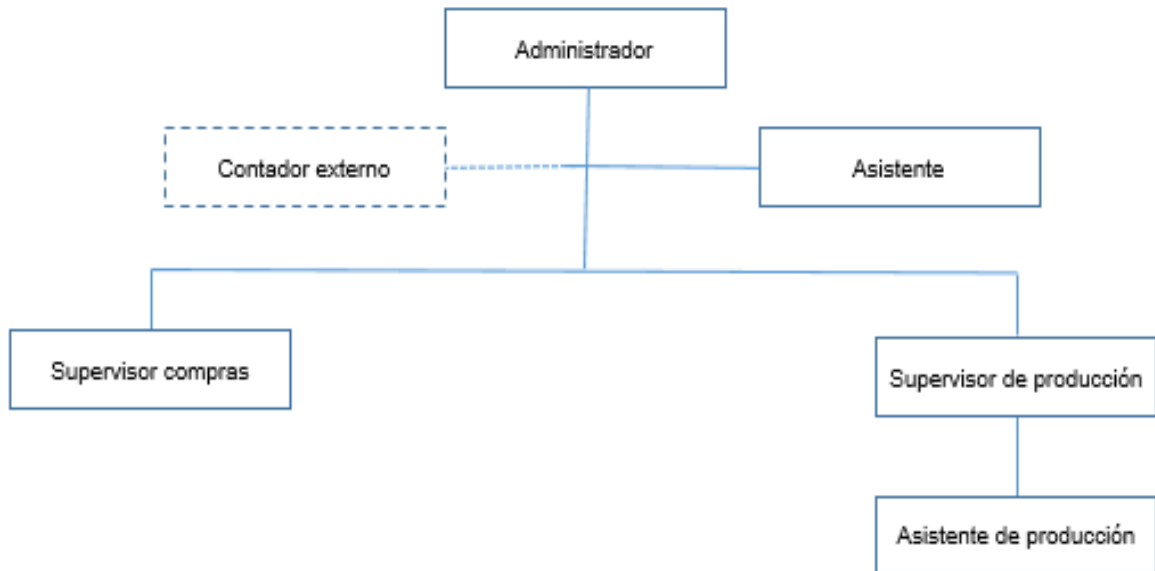 Administrador
Contador externo
Asistente
Supervisor compras
Supervisor de producción
Asistente de producción